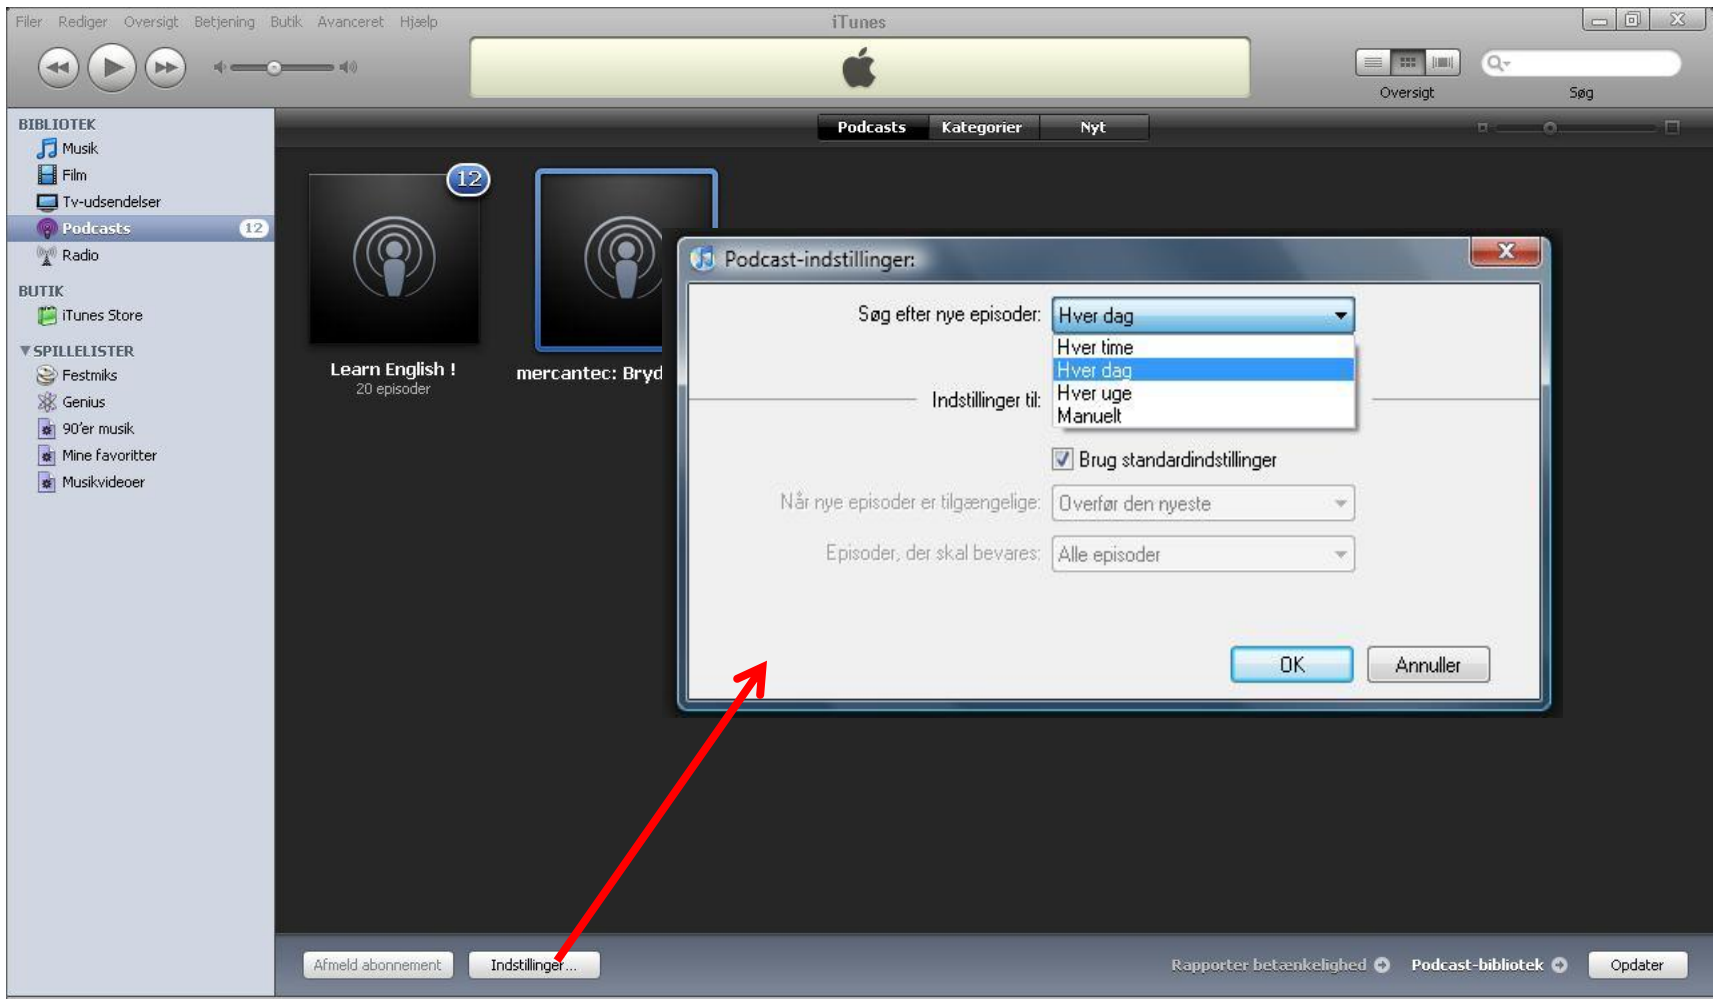 Filer Rediger Oversigt Betjening Butik Avanceret Hjælp
iTunes
Oversigt
Søg
BIBLIOTEK
Musik
Film
Tv-udsendelser
Podcasts 12
Radio
BUTIK
iTunes Store
SPILLELISTER
Festmiks
Genius
90'er musik
Mine favoritter
Musikvideoer
Podcasts Kategorier Nyt
12
Learn English !
20 episoder
mercantec: Bryd
Podcast-indstillinger:
Søg efter nye episoder: Hver dag
Hver time
Hver dag
Hver uge
Manuelt
Indstillinger til:
Brug standardindstillinger
Når nye episoder er tilgængelige: Overfør den nyeste
Episoder, der skal bevares: Alle episoder
OK Annuller
Afmeld abonnement Indstillinger... Rapporter betænkelighed Podcast-bibliotek Opdater